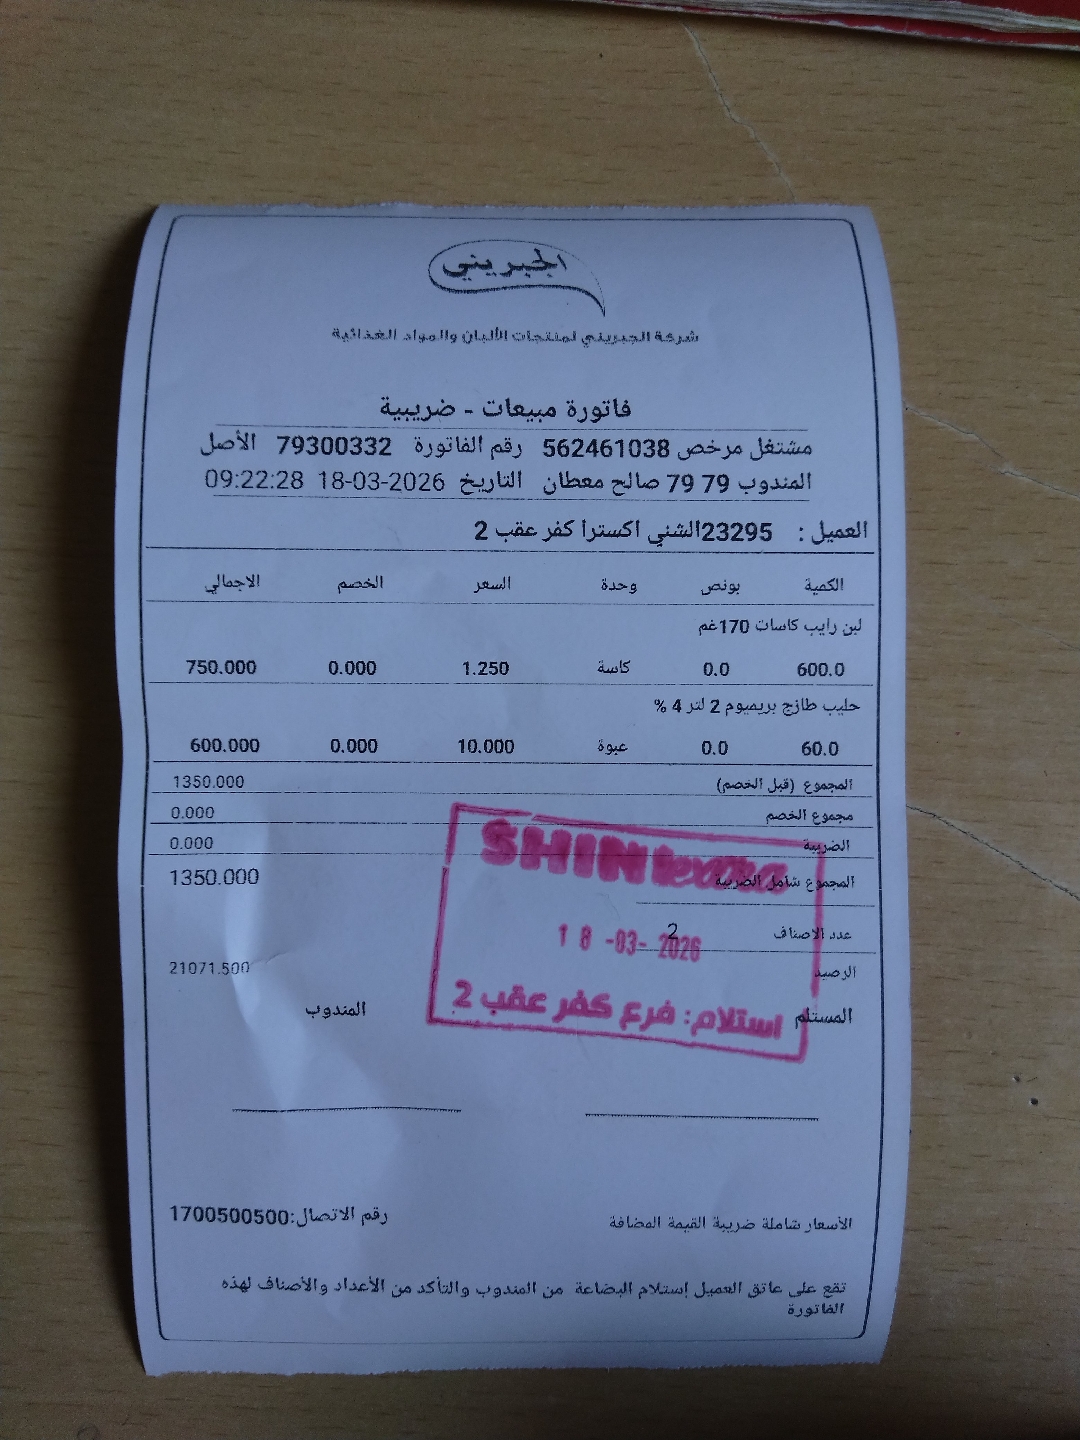 الجبريني
شركة الجبريني لمنتجات الألبان والمواد الغذائية
فاتورة مبيعات - ضريبية
مشتغل مرخص 562461038 رقم الفاتورة 79300332 الأصل
المندوب 79 79 صالح معطان التاريخ 18-03-2026 09:22:28
العميل : 23295الشني اكسترا كفر عقب 2
الكمية بونص وحدة السعر الخصم الاجمالي
لبن رايب كاسات 170غم
600.0 0.0 كاسة 1.250 0.000 750.000
حليب طازج بريميوم 2 لتر 4 %
60.0 0.0 عبوة 10.000 0.000 600.000
المجموع (قبل الخصم) 1350.000
مجموع الخصم 0.000
الضريبة 0.000
المجموع شامل الضريبة 1350.000
عدد الاصناف 2
الرصيد 21071.500
المستلم المندوب
SHINI
18-03-2026
استلام: فرع كفر عقب 2
الأسعار شاملة ضريبة القيمة المضافة رقم الاتصال:1700500500
تقع على عاتق العميل إستلام البضاعة من المندوب والتأكد من الأعداد والأصناف لهذه
الفاتورة